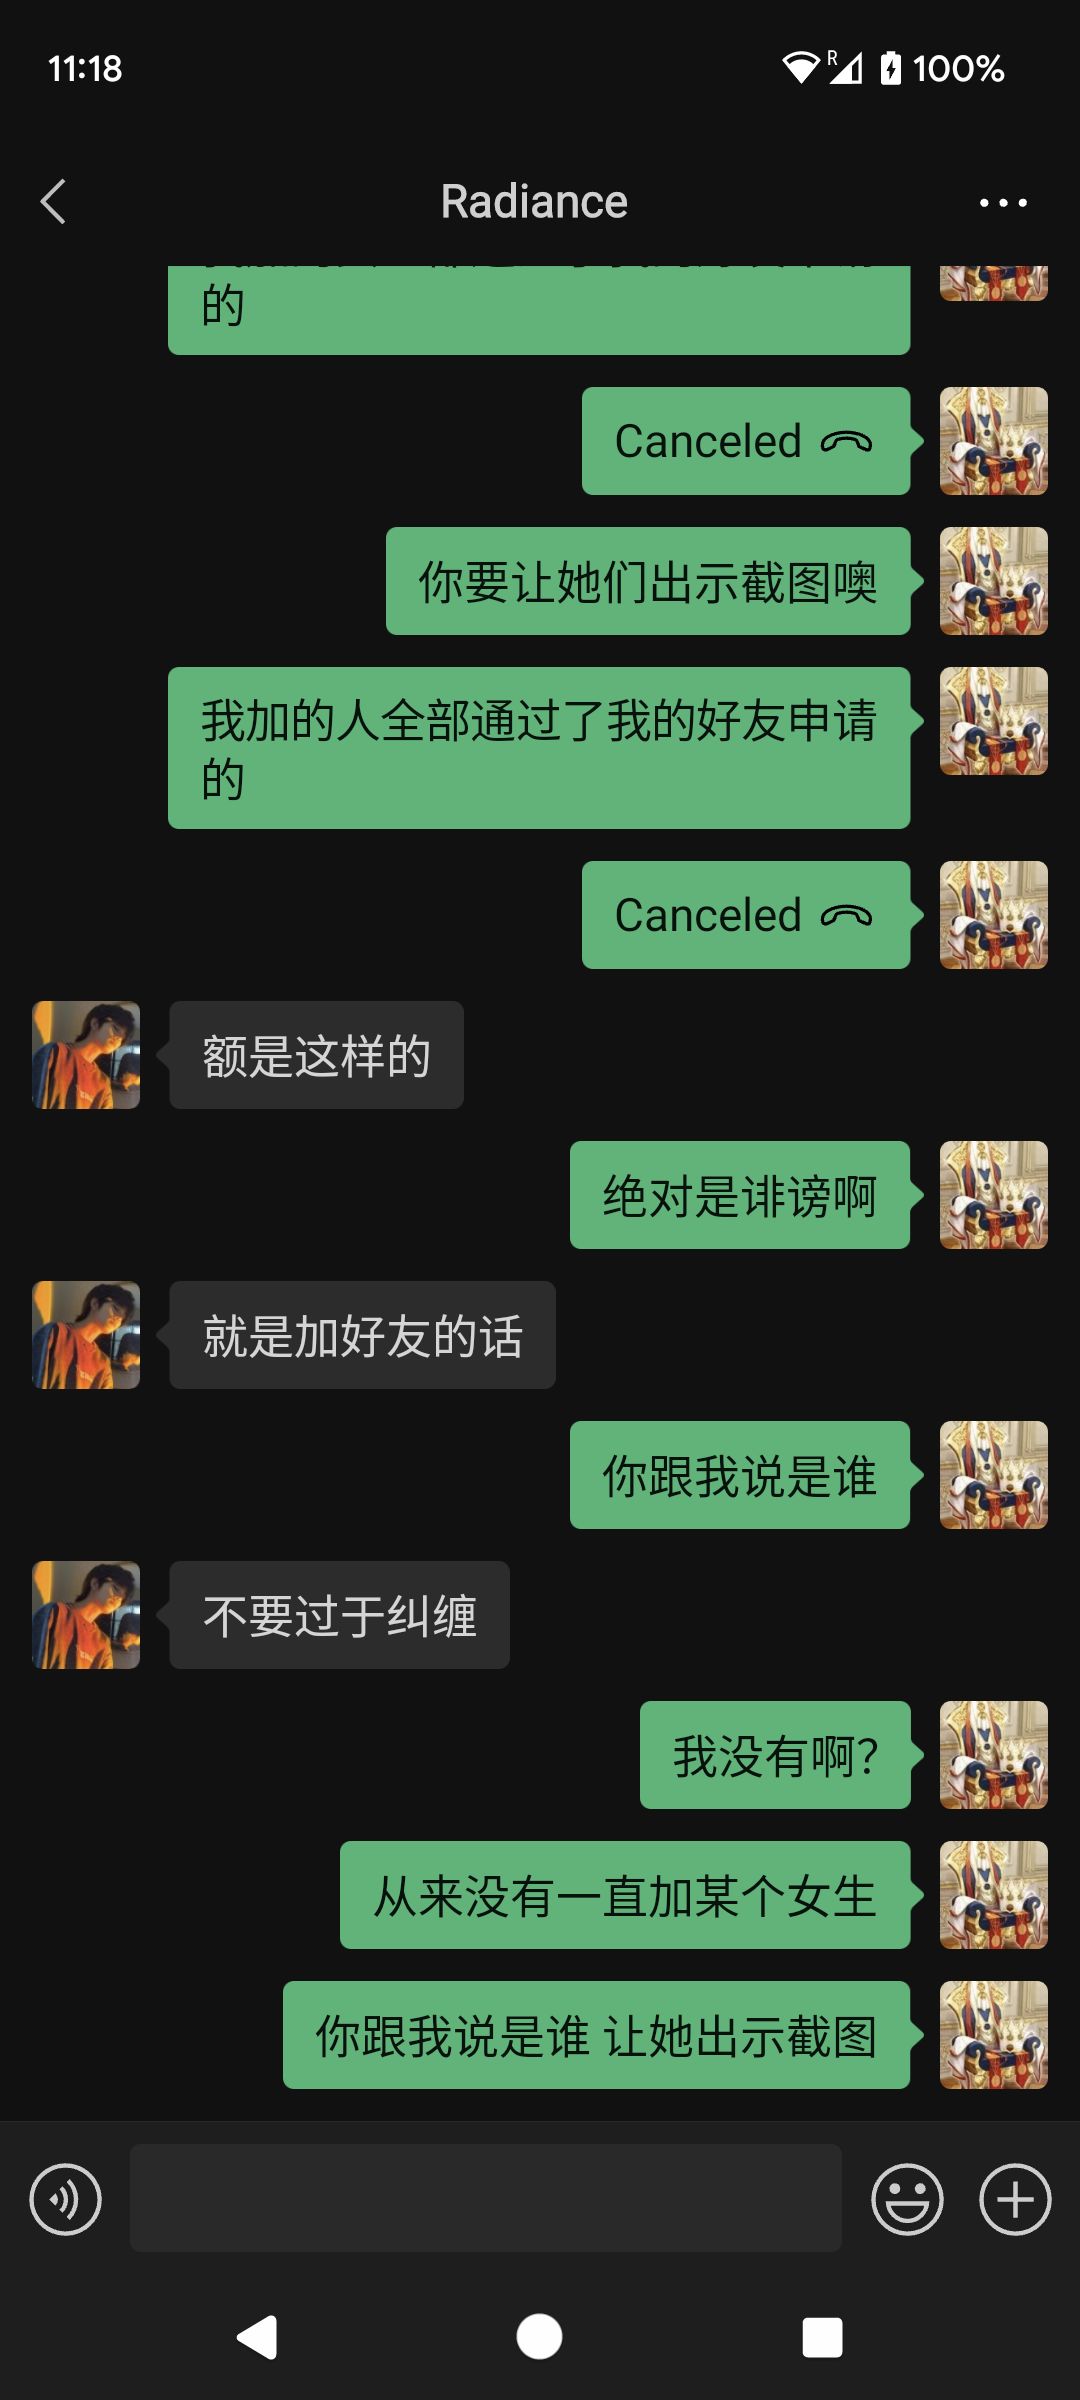 11:18
R
100%
Radiance
的
Canceled
你要让她们出示截图噢
我加的人全部通过了我的好友申请
的
Canceled
额是这样的
绝对是诽谤啊
就是加好友的话
你跟我说是谁
不要过于纠缠
我没有啊?
从来没有一直加某个女生
你跟我说是谁 让她出示截图